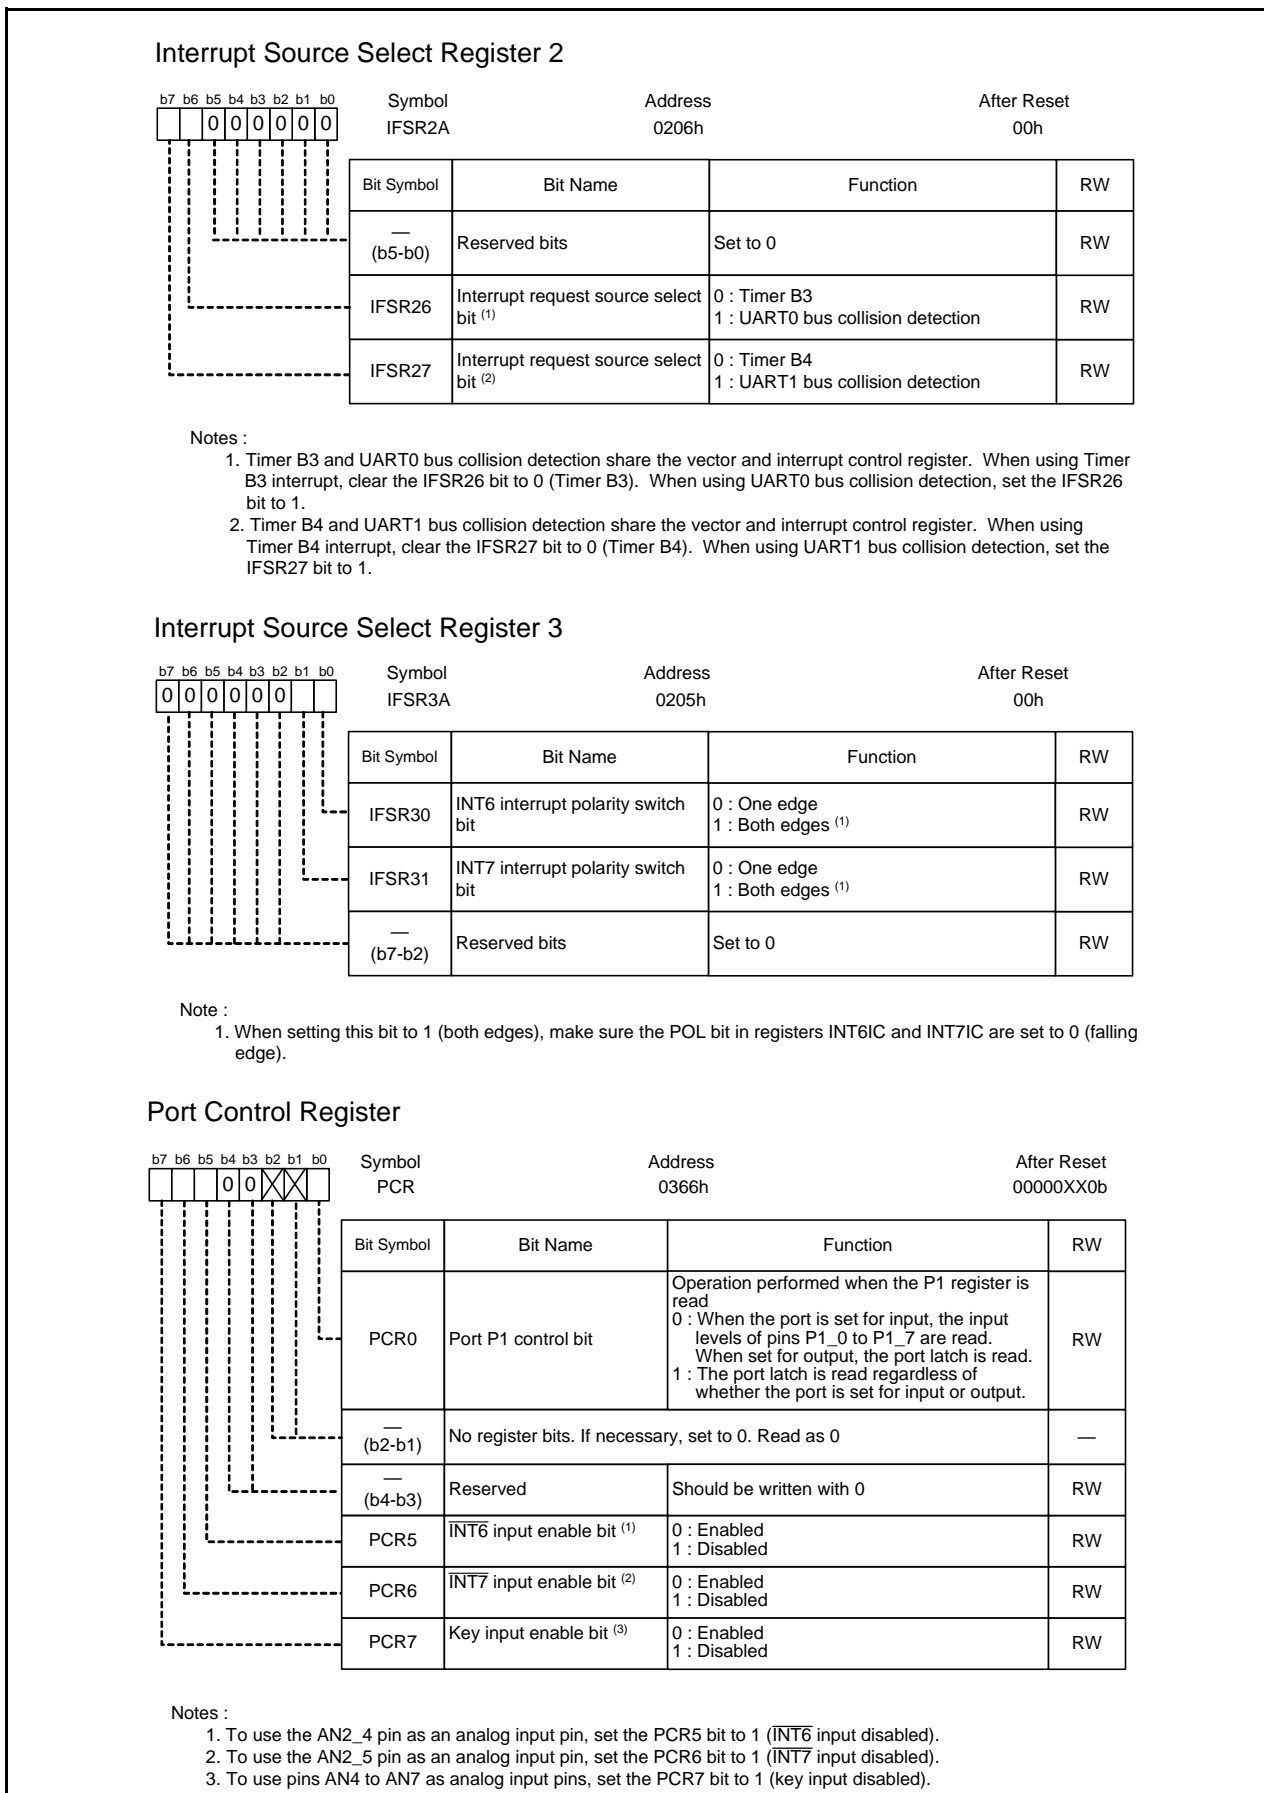 Interrupt Source Select Register 2
b7 b6 b5 b4 b3 b2 b1 b0 Symbol Address After Reset
0 0 0 0 0 0 IFSR2A 0206h 00h
Bit Symbol Bit Name Function RW
— (b5-b0) Reserved bits Set to 0 RW
IFSR26 Interrupt request source select bit (1) 0 : Timer B3
1 : UART0 bus collision detection RW
IFSR27 Interrupt request source select bit (2) 0 : Timer B4
1 : UART1 bus collision detection RW
Notes :
1. Timer B3 and UART0 bus collision detection share the vector and interrupt control register. When using Timer
B3 interrupt, clear the IFSR26 bit to 0 (Timer B3). When using UART0 bus collision detection, set the IFSR26
bit to 1.
2. Timer B4 and UART1 bus collision detection share the vector and interrupt control register. When using
Timer B4 interrupt, clear the IFSR27 bit to 0 (Timer B4). When using UART1 bus collision detection, set the
IFSR27 bit to 1.
Interrupt Source Select Register 3
b7 b6 b5 b4 b3 b2 b1 b0 Symbol Address After Reset
0 0 0 0 0 0 IFSR3A 0205h 00h
Bit Symbol Bit Name Function RW
IFSR30 INT6 interrupt polarity switch bit 0 : One edge
1 : Both edges (1) RW
IFSR31 INT7 interrupt polarity switch bit 0 : One edge
1 : Both edges (1) RW
— (b7-b2) Reserved bits Set to 0 RW
Note :
1. When setting this bit to 1 (both edges), make sure the POL bit in registers INT6IC and INT7IC are set to 0 (falling
edge).
Port Control Register
b7 b6 b5 b4 b3 b2 b1 b0 Symbol Address After Reset
0 0 PCR 0366h 00000XX0b
Bit Symbol Bit Name Function RW
PCR0 Port P1 control bit Operation performed when the P1 register is
read
0 : When the port is set for input, the input
levels of pins P1_0 to P1_7 are read.
When set for output, the port latch is read.
1 : The port latch is read regardless of
whether the port is set for input or output. RW
— (b2-b1) No register bits. If necessary, set to 0. Read as 0 —
— (b4-b3) Reserved Should be written with 0 RW
PCR5 INT6 input enable bit (1) 0 : Enabled
1 : Disabled RW
PCR6 INT7 input enable bit (2) 0 : Enabled
1 : Disabled RW
PCR7 Key input enable bit (3) 0 : Enabled
1 : Disabled RW
Notes :
1. To use the AN2_4 pin as an analog input pin, set the PCR5 bit to 1 (INT6 input disabled).
2. To use the AN2_5 pin as an analog input pin, set the PCR6 bit to 1 (INT7 input disabled).
3. To use pins AN4 to AN7 as analog input pins, set the PCR7 bit to 1 (key input disabled).